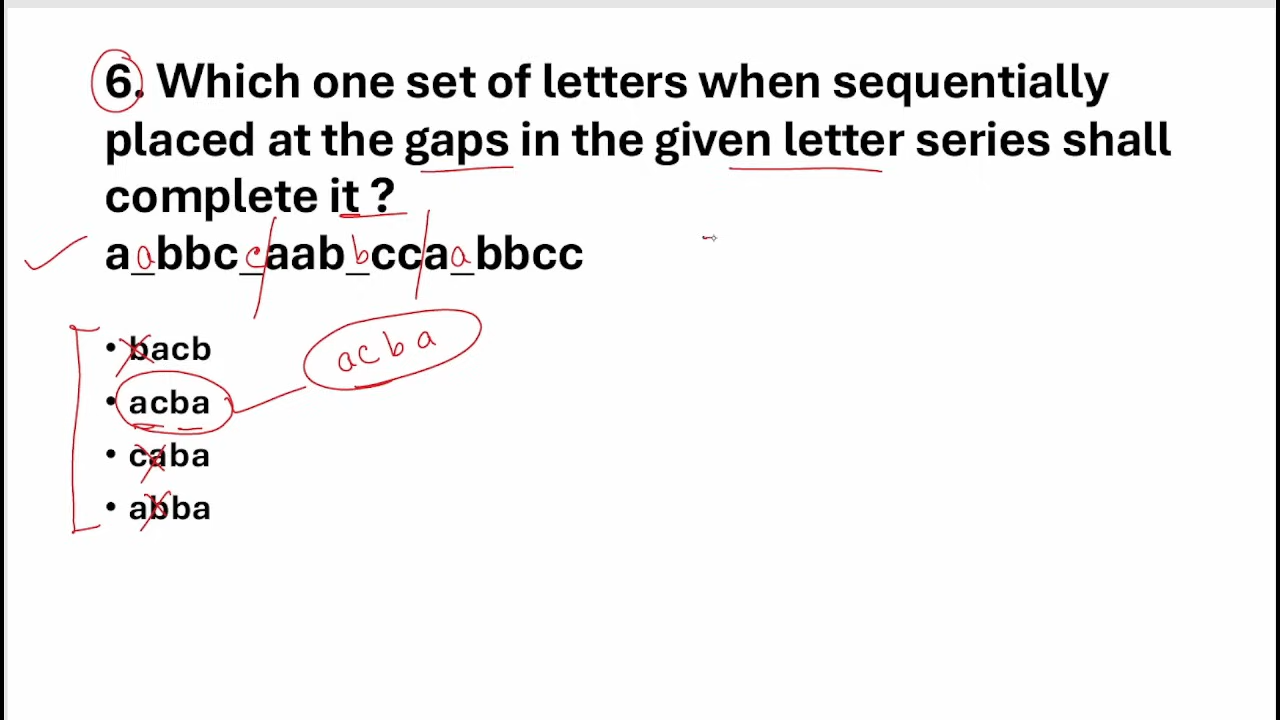 6. Which one set of letters when sequentially
placed at the gaps in the given letter series shall
complete it ?
a_abbc_caab_bcca_abbcc
• bacb
• acba
• caba
• abba
acba